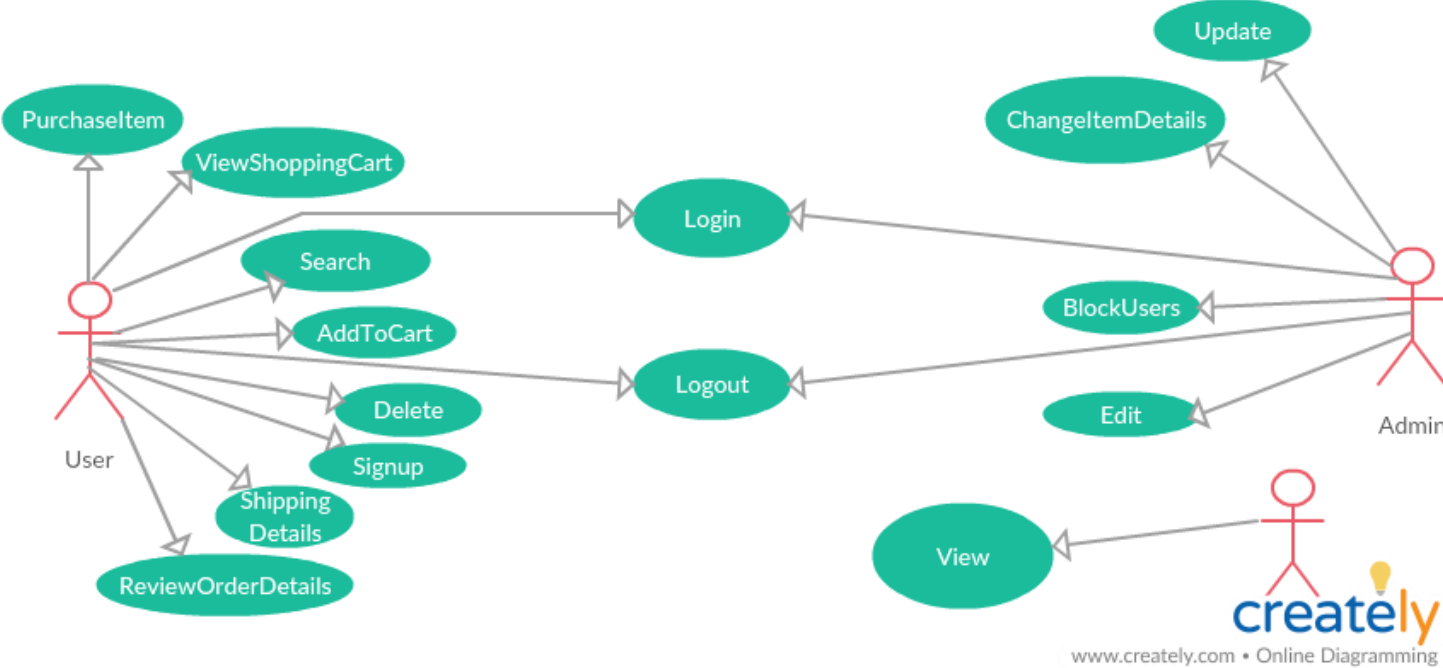 Update
PurchaseItem
ChangeItemDetails
ViewShoppingCart
Login
Search
BlockUsers
AddToCart
Logout
Delete
Edit
Admin
User
Signup
Shipping
Details
View
ReviewOrderDetails
creately
www.creately.com • Online Diagramming